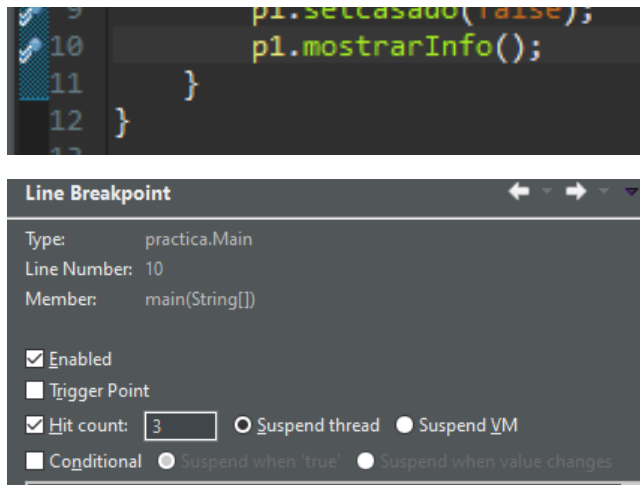 9 p1.setCasado(false);
10 p1.mostrarInfo();
11 }
12 }
13
Line Breakpoint
Type: practica.Main
Line Number: 10
Member: main(String[])
Enabled
Trigger Point
Hit count: 3 Suspend thread Suspend VM
Conditional Suspend when 'true' Suspend when value changes